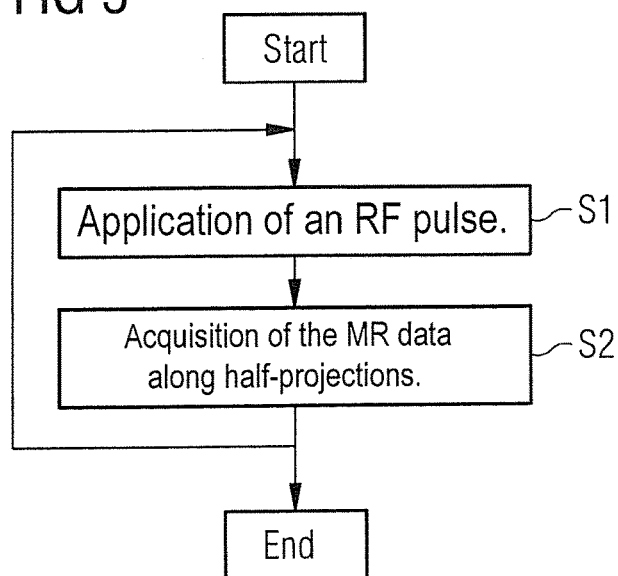 Start
Application of an RF pulse.
S1
Acquisition of the MR data
along half-projections.
S2
End